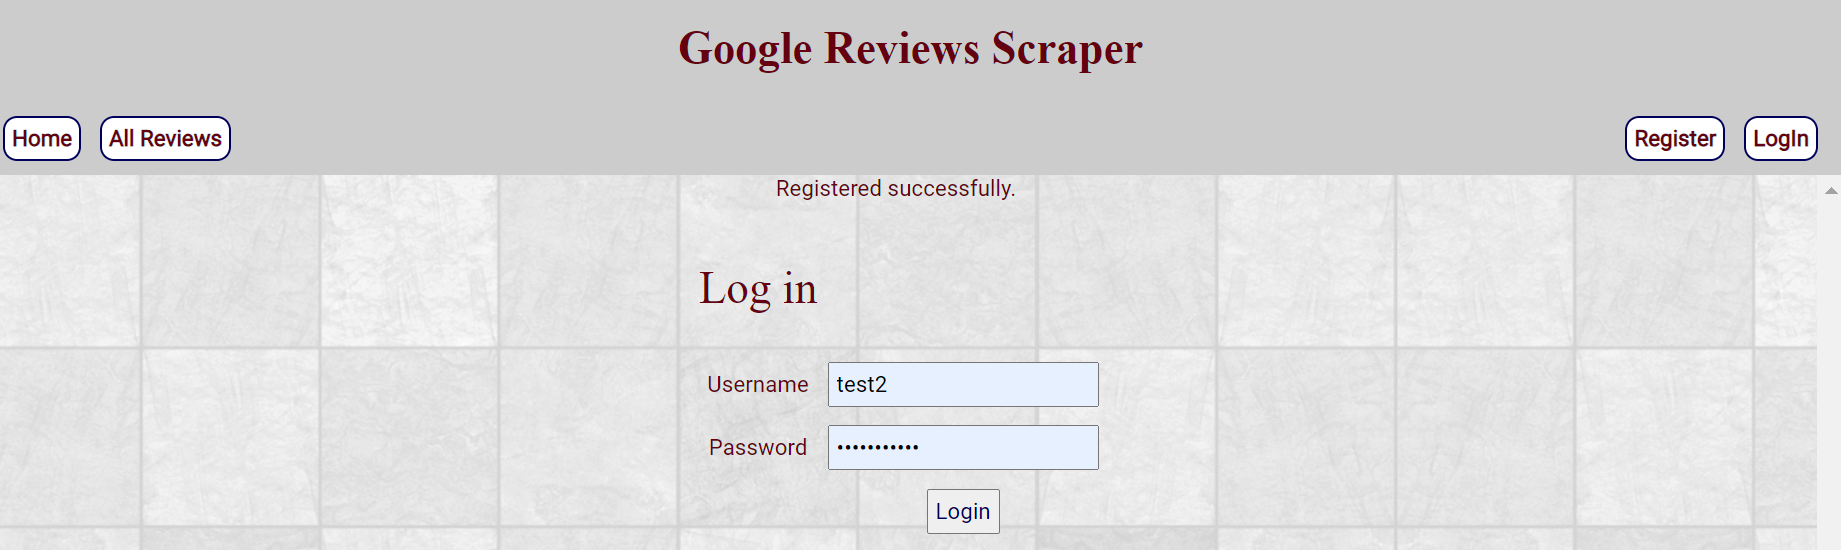 Google Reviews Scraper
Home All Reviews Register LogIn
Registered successfully.
Log in
Username test2
Password •••••••••••
Login